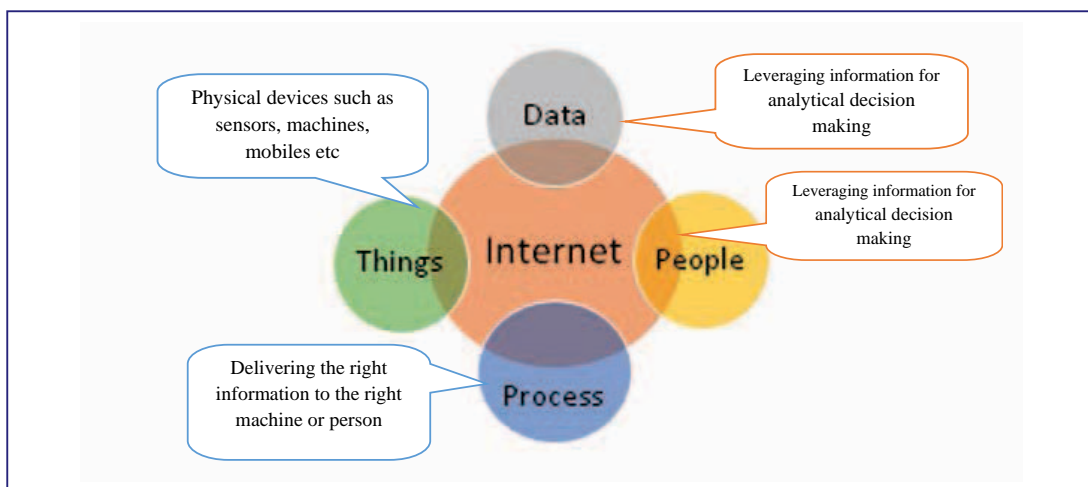 Physical devices such as
sensors, machines,
mobiles etc
Data
Leveraging information for
analytical decision
making
Things
Internet
People
Leveraging information for
analytical decision
making
Delivering the right
information to the right
machine or person
Process